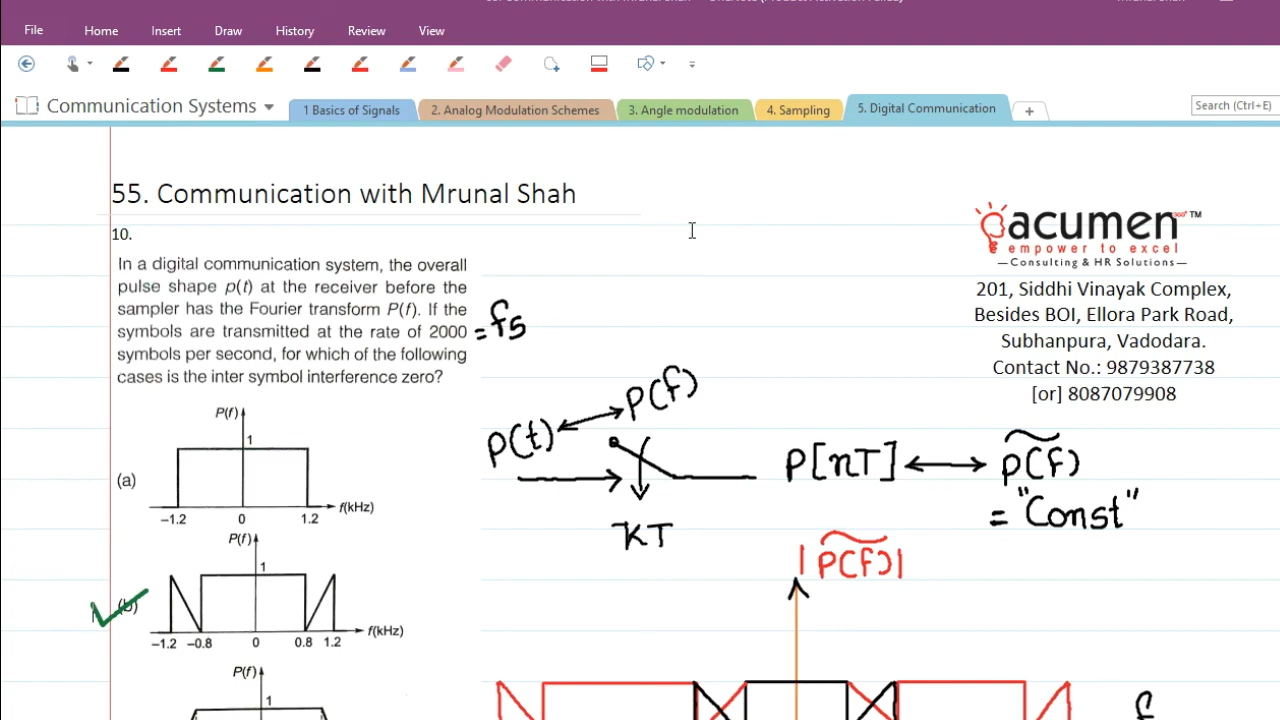 File Home Insert Draw History Review View
Communication Systems 1 Basics of Signals 2. Analog Modulation Schemes 3. Angle modulation 4. Sampling 5. Digital Communication + Search (Ctrl+E)
55. Communication with Mrunal Shah
10.
In a digital communication system, the overall
pulse shape p(t) at the receiver before the
sampler has the Fourier transform P(f). If the
symbols are transmitted at the rate of 2000 = fs
symbols per second, for which of the following
cases is the inter symbol interference zero?
acumen 360° TM
empower to excel
—Consulting & HR Solutions—
201, Siddhi Vinayak Complex,
Besides BOI, Ellora Park Road,
Subhanpura, Vadodara.
Contact No.: 9879387738
[or] 8087079908
P(t) ↔ P(f)
KT
P[nT] ↔ P(f)
= "Const"
|P(f)|
f
P(f)
1
(a)
−1.2 0 1.2 f(kHz)
P(f)
1
(b)
−1.2 −0.8 0 0.8 1.2 f(kHz)
P(f)
1